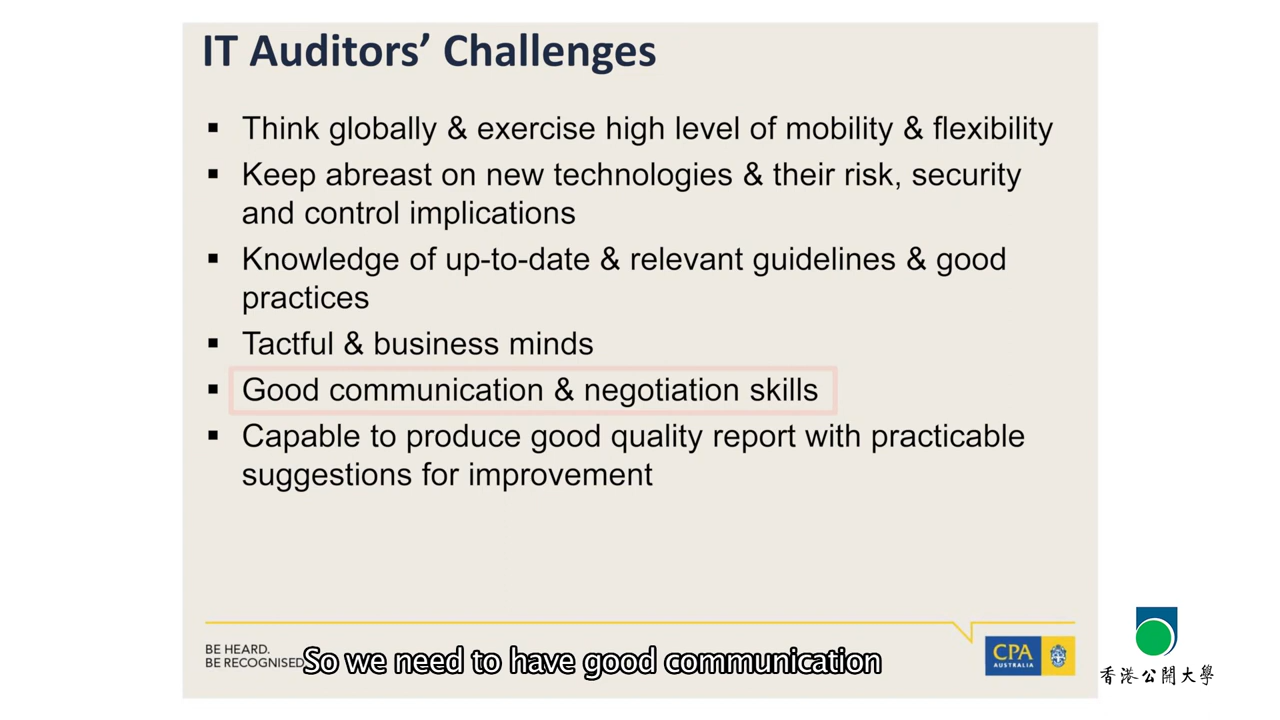 IT Auditors’ Challenges
▪ Think globally & exercise high level of mobility & flexibility
▪ Keep abreast on new technologies & their risk, security
and control implications
▪ Knowledge of up-to-date & relevant guidelines & good
practices
▪ Tactful & business minds
▪ Good communication & negotiation skills
▪ Capable to produce good quality report with practicable
suggestions for improvement
BE HEARD.
BE RECOGNISED
So we need to have good communication
CPA
AUSTRALIA
香港公開大學